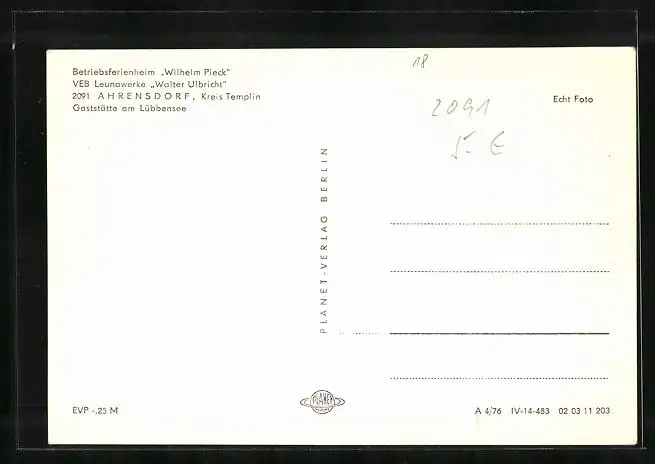 Betriebsferienheim „Wilhelm Pieck"
VEB Leunawerke „Walter Ulbricht"
2091 AHRENSDORF, Kreis Templin
Gaststätte am Lübbensee
18
2091
5.- E
Echt Foto
PLANET-VERLAG BERLIN
EVP -,25 M
PLANET
A 4/76 IV-14-483 02 03 11 203